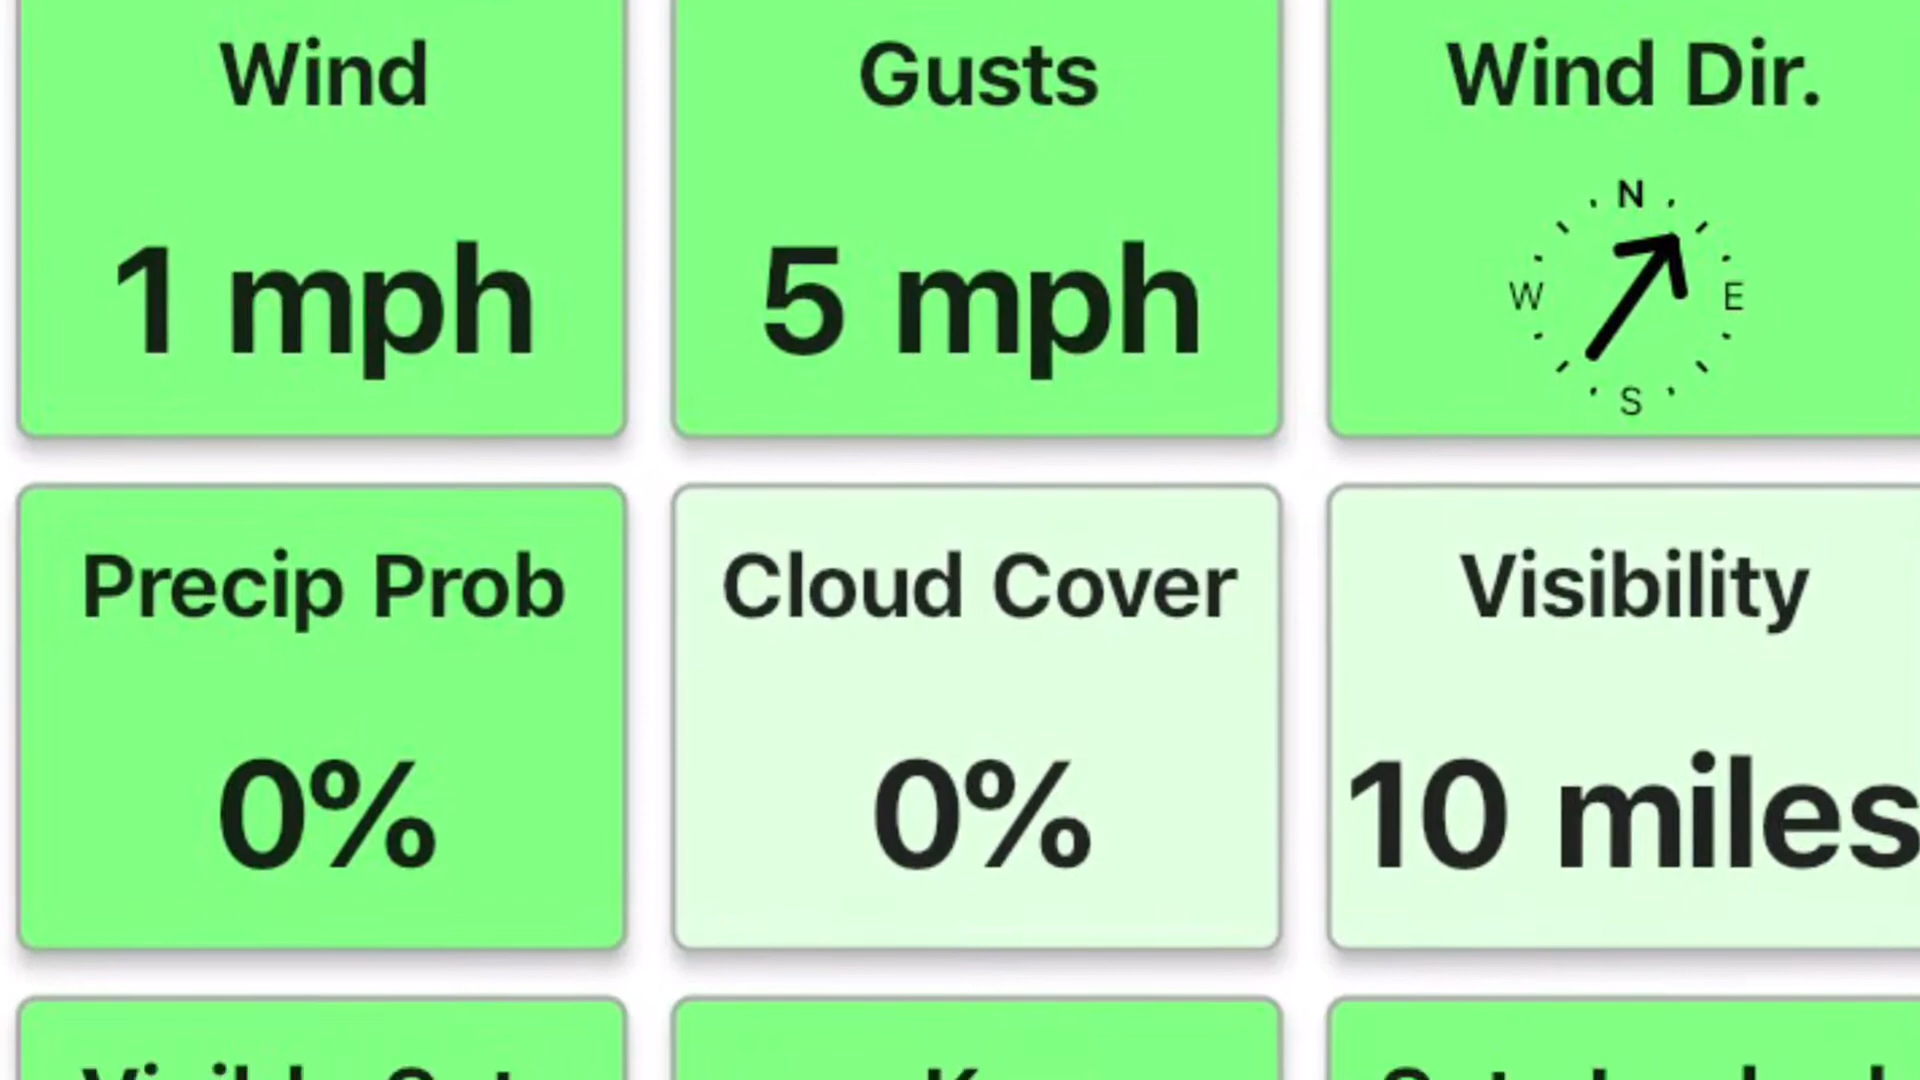 Wind
Gusts
Wind Dir.
1 mph
5 mph
N
W
E
S
Precip Prob
Cloud Cover
Visibility
0%
0%
10 miles